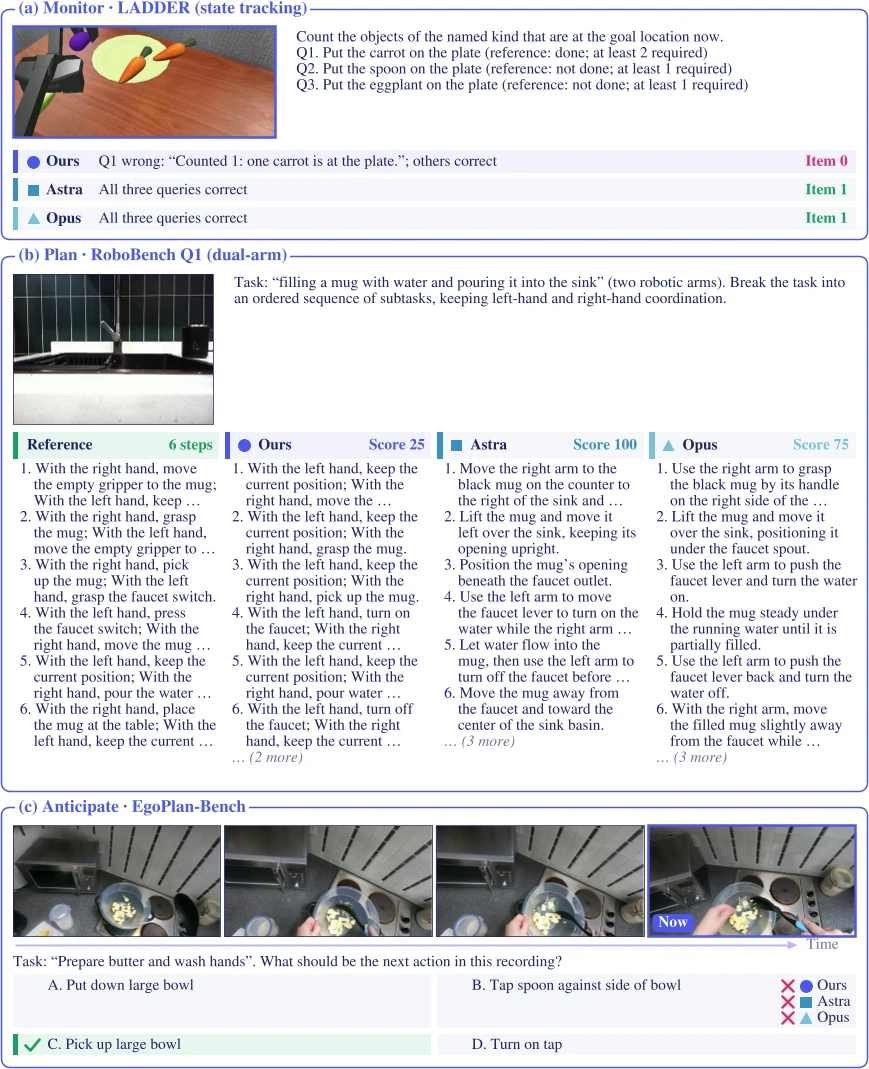 (a) Monitor · LADDER (state tracking)
Count the objects of the named kind that are at the goal location now.
Q1. Put the carrot on the plate (reference: done; at least 2 required)
Q2. Put the spoon on the plate (reference: not done; at least 1 required)
Q3. Put the eggplant on the plate (reference: not done; at least 1 required)
Ours Q1 wrong: “Counted 1: one carrot is at the plate.”; others correct Item 0
Astra All three queries correct Item 1
Opus All three queries correct Item 1
(b) Plan · RoboBench Q1 (dual-arm)
Task: “filling a mug with water and pouring it into the sink” (two robotic arms). Break the task into
an ordered sequence of subtasks, keeping left-hand and right-hand coordination.
Reference 6 steps
1. With the right hand, move
the empty gripper to the mug;
With the left hand, keep …
2. With the right hand, grasp
the mug; With the left hand,
move the empty gripper to …
3. With the right hand, pick
up the mug; With the left
hand, grasp the faucet switch.
4. With the left hand, press
the faucet switch; With the
right hand, move the mug …
5. With the left hand, keep the
current position; With the
right hand, pour the water …
6. With the right hand, place
the mug at the table; With the
left hand, keep the current …
Ours Score 25
1. With the left hand, keep the
current position; With the
right hand, move the …
2. With the left hand, keep the
current position; With the
right hand, grasp the mug.
3. With the left hand, keep the
current position; With the
right hand, pick up the mug.
4. With the left hand, turn on
the faucet; With the right
hand, keep the current …
5. With the left hand, keep the
current position; With the
right hand, pour water …
6. With the left hand, turn off
the faucet; With the right
hand, keep the current …
… (2 more)
Astra Score 100
1. Move the right arm to the
black mug on the counter to
the right of the sink and …
2. Lift the mug and move it
left over the sink, keeping its
opening upright.
3. Position the mug’s opening
beneath the faucet outlet.
4. Use the left arm to move
the faucet lever to turn on the
water while the right arm …
5. Let water flow into the
mug, then use the left arm to
turn off the faucet before …
6. Move the mug away from
the faucet and toward the
center of the sink basin.
… (3 more)
Opus Score 75
1. Use the right arm to grasp
the black mug by its handle
on the right side of the …
2. Lift the mug and move it
over the sink, positioning it
under the faucet spout.
3. Use the left arm to push the
faucet lever and turn the water
on.
4. Hold the mug steady under
the running water until it is
partially filled.
5. Use the left arm to push the
faucet lever back and turn the
water off.
6. With the right arm, move
the filled mug slightly away
from the faucet while …
… (3 more)
(c) Anticipate · EgoPlan-Bench
Now
Time
Task: “Prepare butter and wash hands”. What should be the next action in this recording?
A. Put down large bowl
B. Tap spoon against side of bowl
Ours
Astra
Opus
C. Pick up large bowl
D. Turn on tap